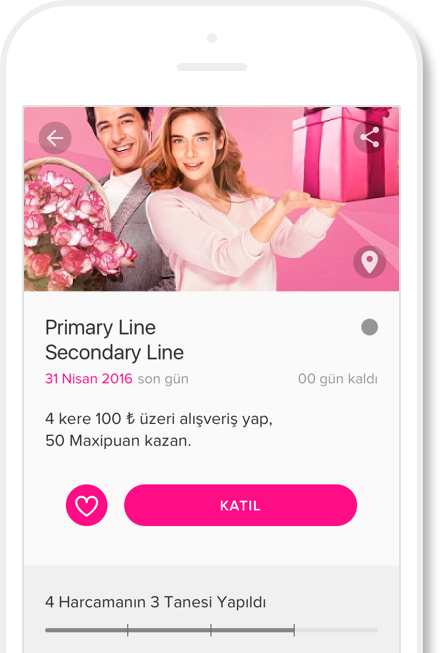 Primary Line
Secondary Line
31 Nisan 2016 son gün 00 gün kaldı
4 kere 100 ₺ üzeri alışveriş yap,
50 Maxipuan kazan.
KATIL
4 Harcamanın 3 Tanesi Yapıldı